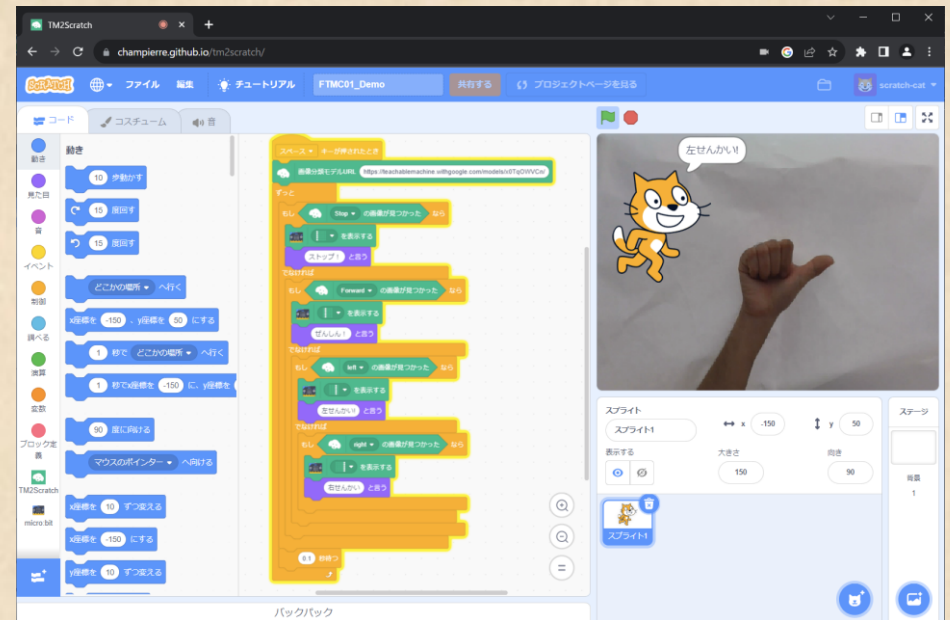 TM2Scratch
champierre.github.io/tm2scratch/
SCRATCH
ファイル 編集 チュートリアル FTMC01_Demo 共有する プロジェクトページを見る scratch-cat
コード コスチューム 音
動き
見た目
音
イベント
制御
調べる
演算
変数
ブロック定義
TM2Scratch
micro:bit
動き
10 歩動かす
15 度回す
15 度回す
どこかの場所 へ行く
x座標を -150 、y座標を 50 にする
1 秒で どこかの場所 へ行く
1 秒でx座標を -150 に、y座標を
90 度に向ける
マウスのポインター へ向ける
x座標を 10 ずつ変える
x座標を -150 にする
y座標を 10 ずつ変える
スペース キーが押されたとき
画像分類モデルURL
ずっと
もし Stop の画像が見つかった なら
を表示する
ストップ! と言う
でなければ
もし Forward の画像が見つかった なら
を表示する
ぜんしん! と言う
でなければ
もし left の画像が見つかった なら
を表示する
左せんかい! と言う
でなければ
もし right の画像が見つかった なら
を表示する
右せんかい と言う
0.1 秒待つ
バックパック
左せんかい!
スプライト
スプライト1
x -150
y 50
表示する
大きさ
150
向き
90
スプライト1
ステージ
背景
1